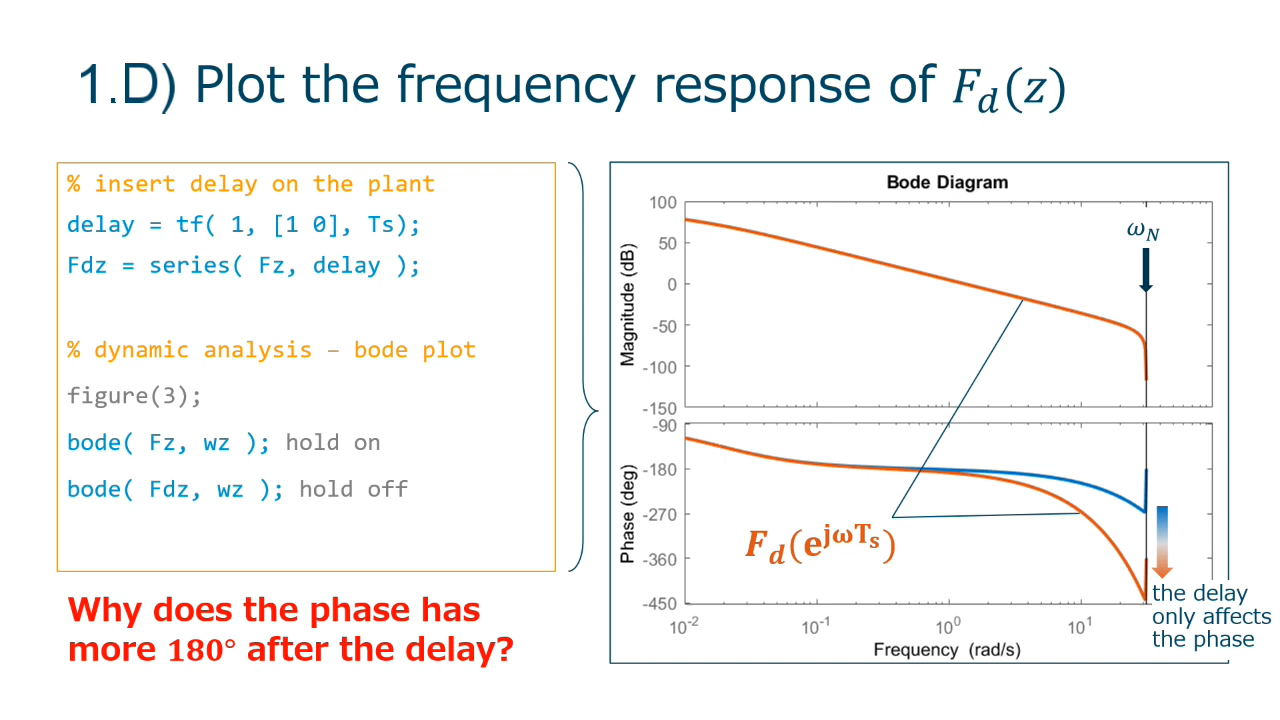 1.D) Plot the frequency response of F_d(z)
% insert delay on the plant
delay = tf( 1, [1 0], Ts);
Fdz = series( Fz, delay );
% dynamic analysis – bode plot
figure(3);
bode( Fz, wz ); hold on
bode( Fdz, wz ); hold off
Why does the phase has
more 180° after the delay?
Bode Diagram
Magnitude (dB)
100
50
0
-50
-100
-150
ω_N
Phase (deg)
-90
-180
-270
-360
-450
F_d(e^{jωT_s})
the delay
only affects
the phase
10^-2
10^-1
10^0
10^1
Frequency (rad/s)